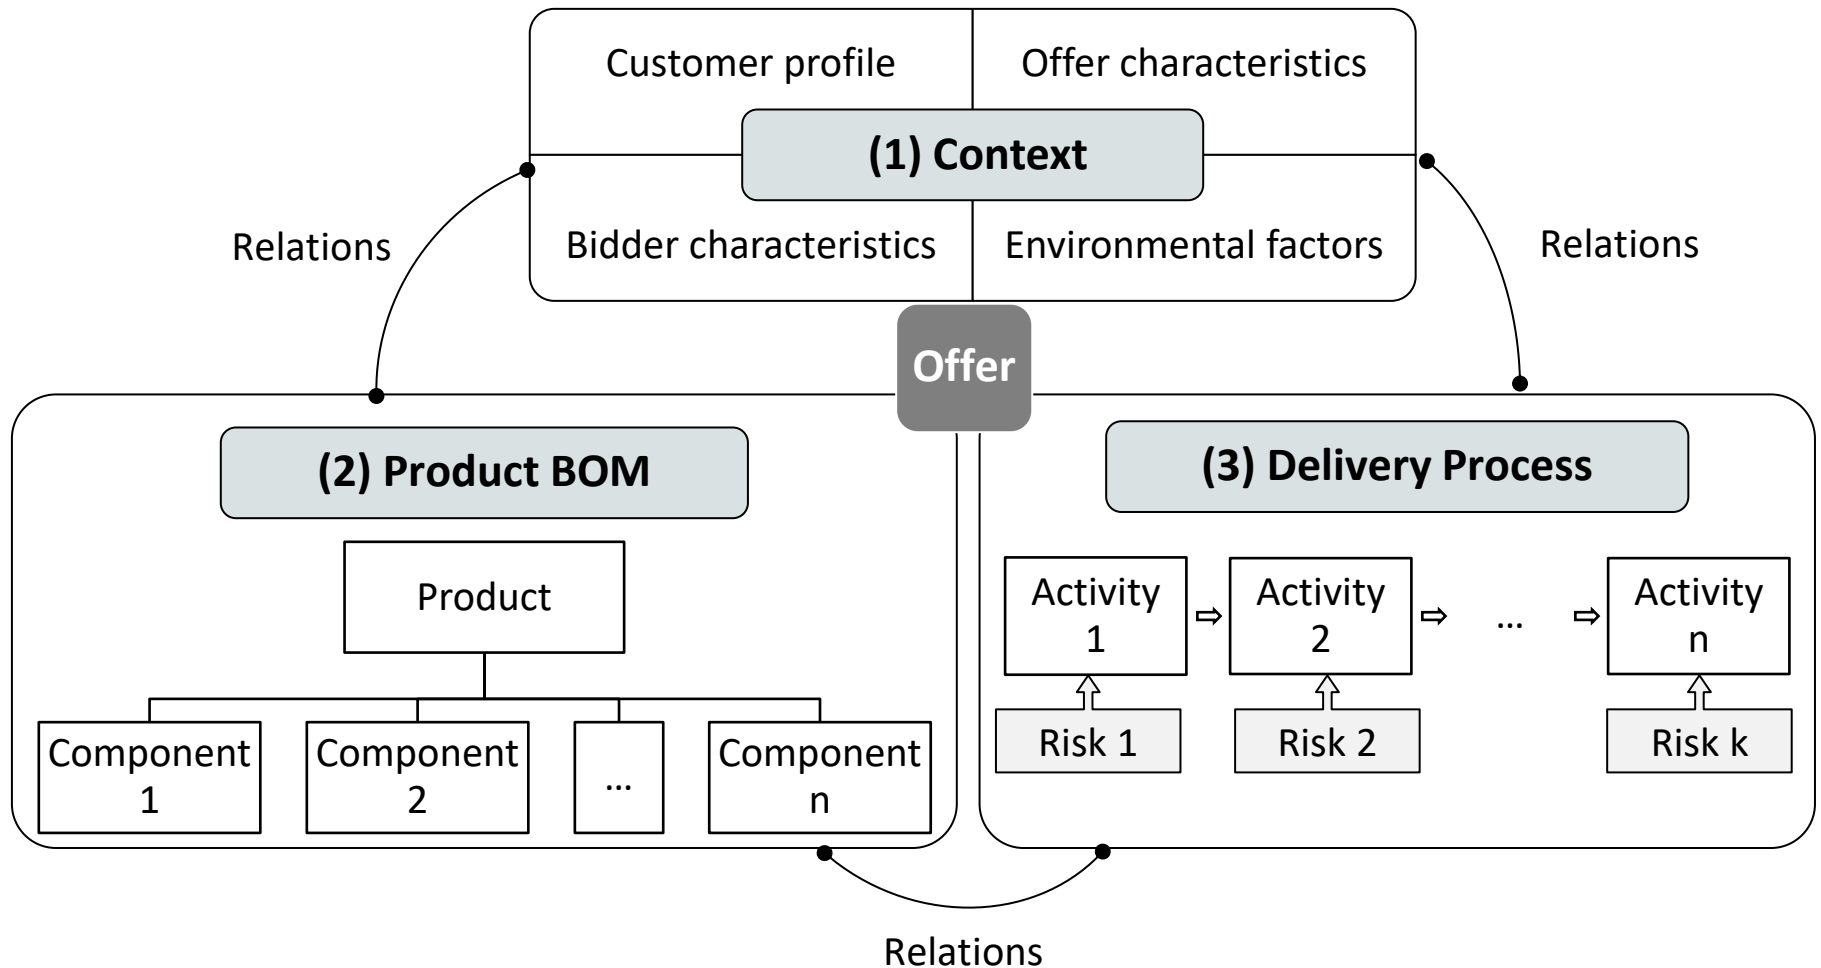 Customer profile
Offer characteristics
(1) Context
Bidder characteristics
Environmental factors
Relations
Relations
Offer
(2) Product BOM
Product
Component
1
Component
2
...
Component
n
(3) Delivery Process
Activity
1
Activity
2
...
Activity
n
Risk 1
Risk 2
Risk k
Relations